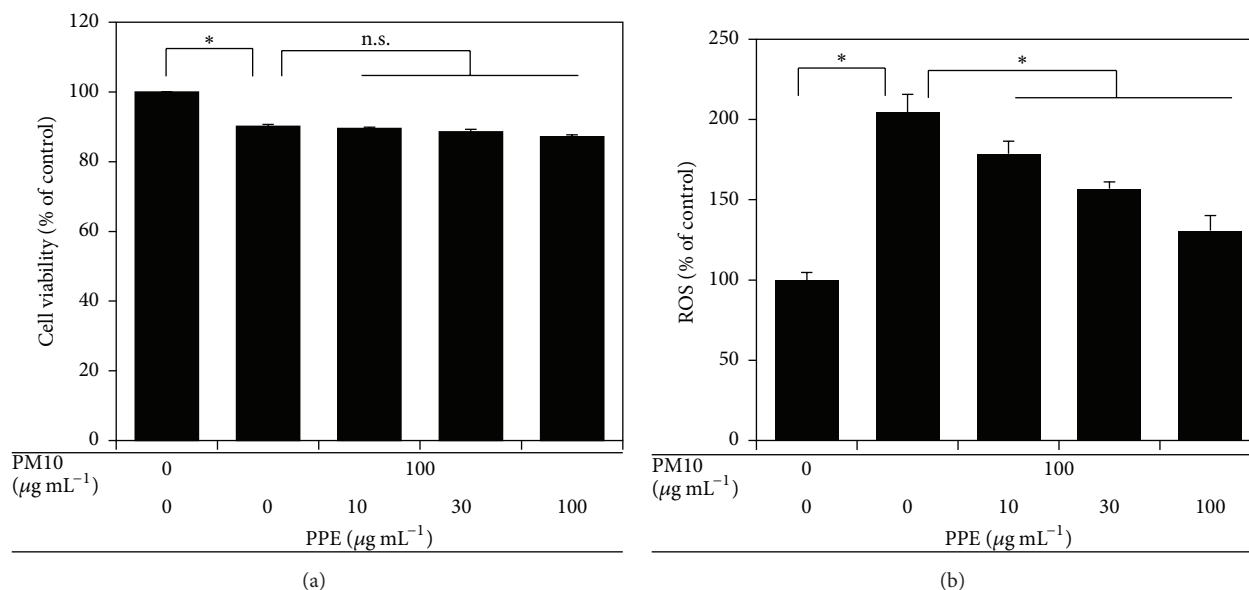 120
100
80
60
40
20
0
Cell viability (% of control)
*
n.s.
PM10 0 100
(μg mL⁻¹)
0 0 10 30 100
PPE (μg mL⁻¹)
(a)
250
200
150
100
50
0
ROS (% of control)
*
*
PM10 0 100
(μg mL⁻¹)
0 0 10 30 100
PPE (μg mL⁻¹)
(b)